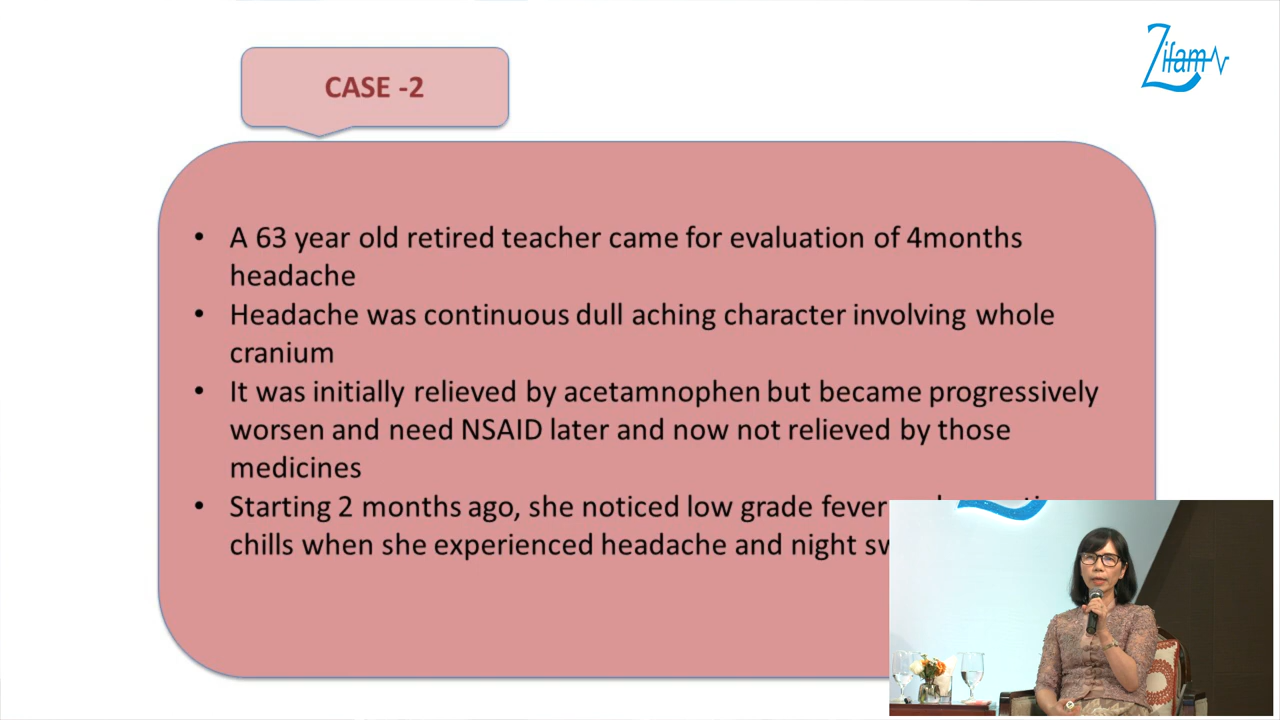 CASE -2
Zifam
• A 63 year old retired teacher came for evaluation of 4months
headache
• Headache was continuous dull aching character involving whole
cranium
• It was initially relieved by acetamnophen but became progressively
worsen and need NSAID later and now not relieved by those
medicines
• Starting 2 months ago, she noticed low grade fever
chills when she experienced headache and night